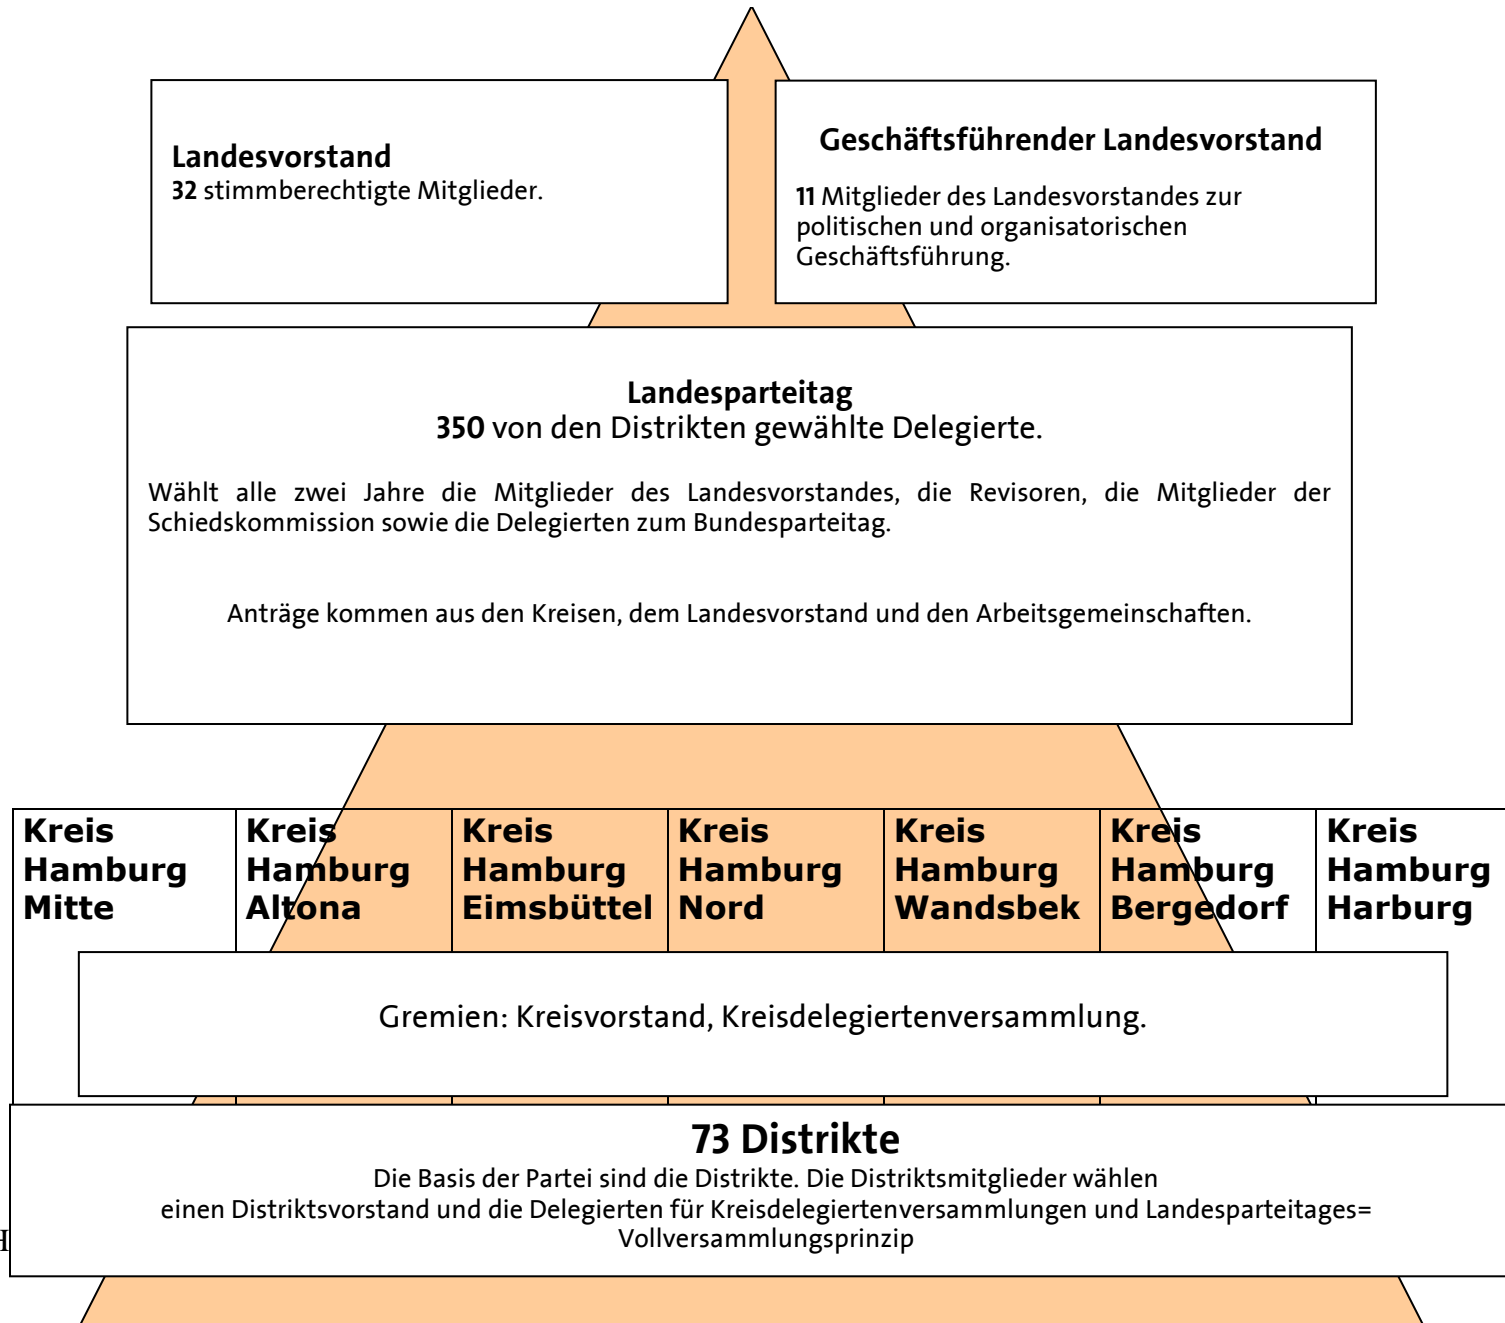 Landesvorstand
32 stimmberechtigte Mitglieder.
Geschäftsführender Landesvorstand
11 Mitglieder des Landesvorstandes zur
politischen und organisatorischen
Geschäftsführung.
Landesparteitag
350 von den Distrikten gewählte Delegierte.
Wählt alle zwei Jahre die Mitglieder des Landesvorstandes, die Revisoren, die Mitglieder der
Schiedskommission sowie die Delegierten zum Bundesparteitag.
Anträge kommen aus den Kreisen, dem Landesvorstand und den Arbeitsgemeinschaften.
Kreis
Hamburg
Mitte
Kreis
Hamburg
Altona
Kreis
Hamburg
Eimsbüttel
Kreis
Hamburg
Nord
Kreis
Hamburg
Wandsbek
Kreis
Hamburg
Bergedorf
Kreis
Hamburg
Harburg
Gremien: Kreisvorstand, Kreisdelegiertenversammlung.
73 Distrikte
Die Basis der Partei sind die Distrikte. Die Distriktsmitglieder wählen
einen Distriktsvorstand und die Delegierten für Kreisdelegiertenversammlungen und Landesparteitages=
Vollversammlungsprinzip